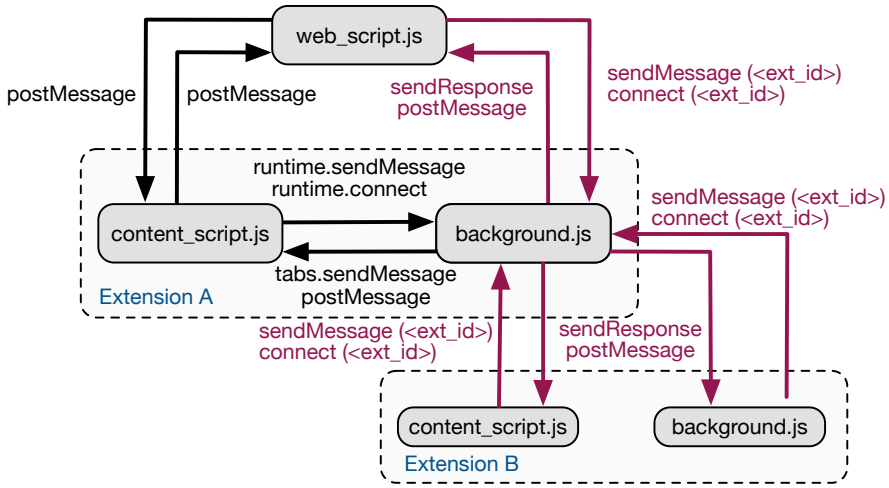 web_script.js
postMessage
postMessage
sendResponse
postMessage
sendMessage (<ext_id>)
connect (<ext_id>)
runtime.sendMessage
runtime.connect
sendMessage (<ext_id>)
connect (<ext_id>)
content_script.js
background.js
tabs.sendMessage
postMessage
Extension A
sendMessage (<ext_id>)
connect (<ext_id>)
sendResponse
postMessage
content_script.js
background.js
Extension B